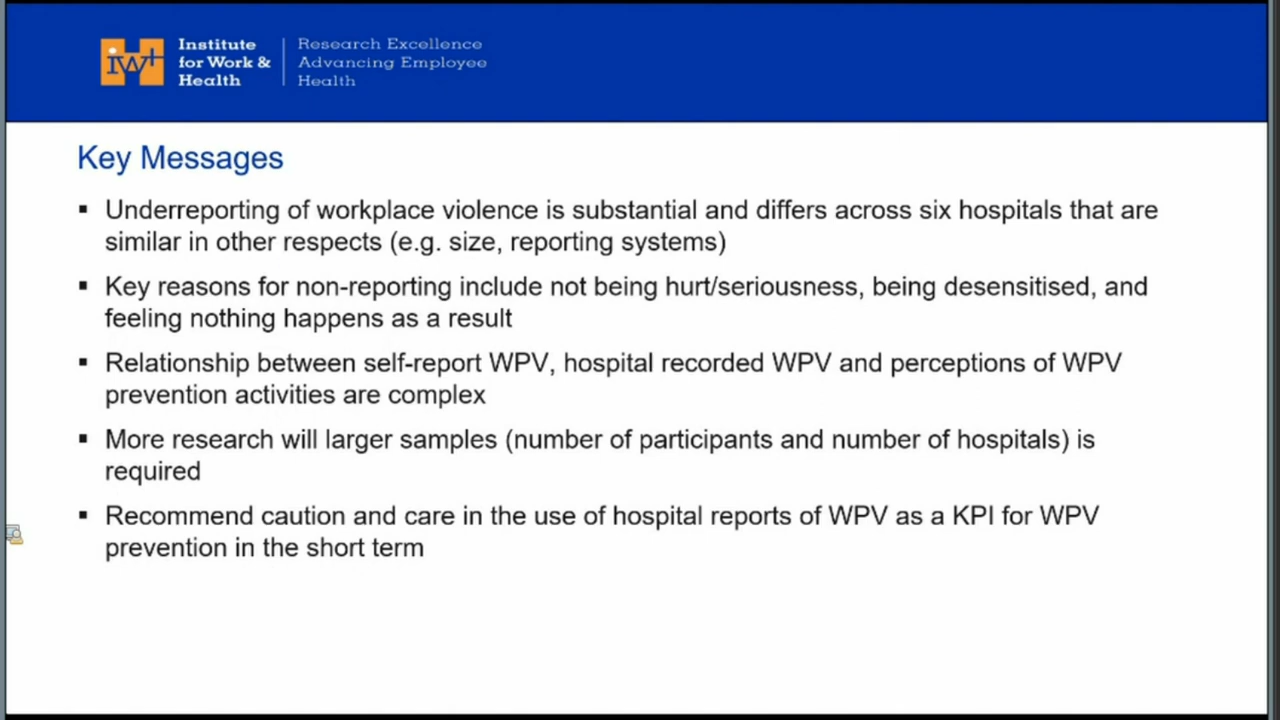 iw+
Institute
for Work &
Health
Research Excellence
Advancing Employee
Health
Key Messages
▪ Underreporting of workplace violence is substantial and differs across six hospitals that are
similar in other respects (e.g. size, reporting systems)
▪ Key reasons for non-reporting include not being hurt/seriousness, being desensitised, and
feeling nothing happens as a result
▪ Relationship between self-report WPV, hospital recorded WPV and perceptions of WPV
prevention activities are complex
▪ More research will larger samples (number of participants and number of hospitals) is
required
▪ Recommend caution and care in the use of hospital reports of WPV as a KPI for WPV
prevention in the short term